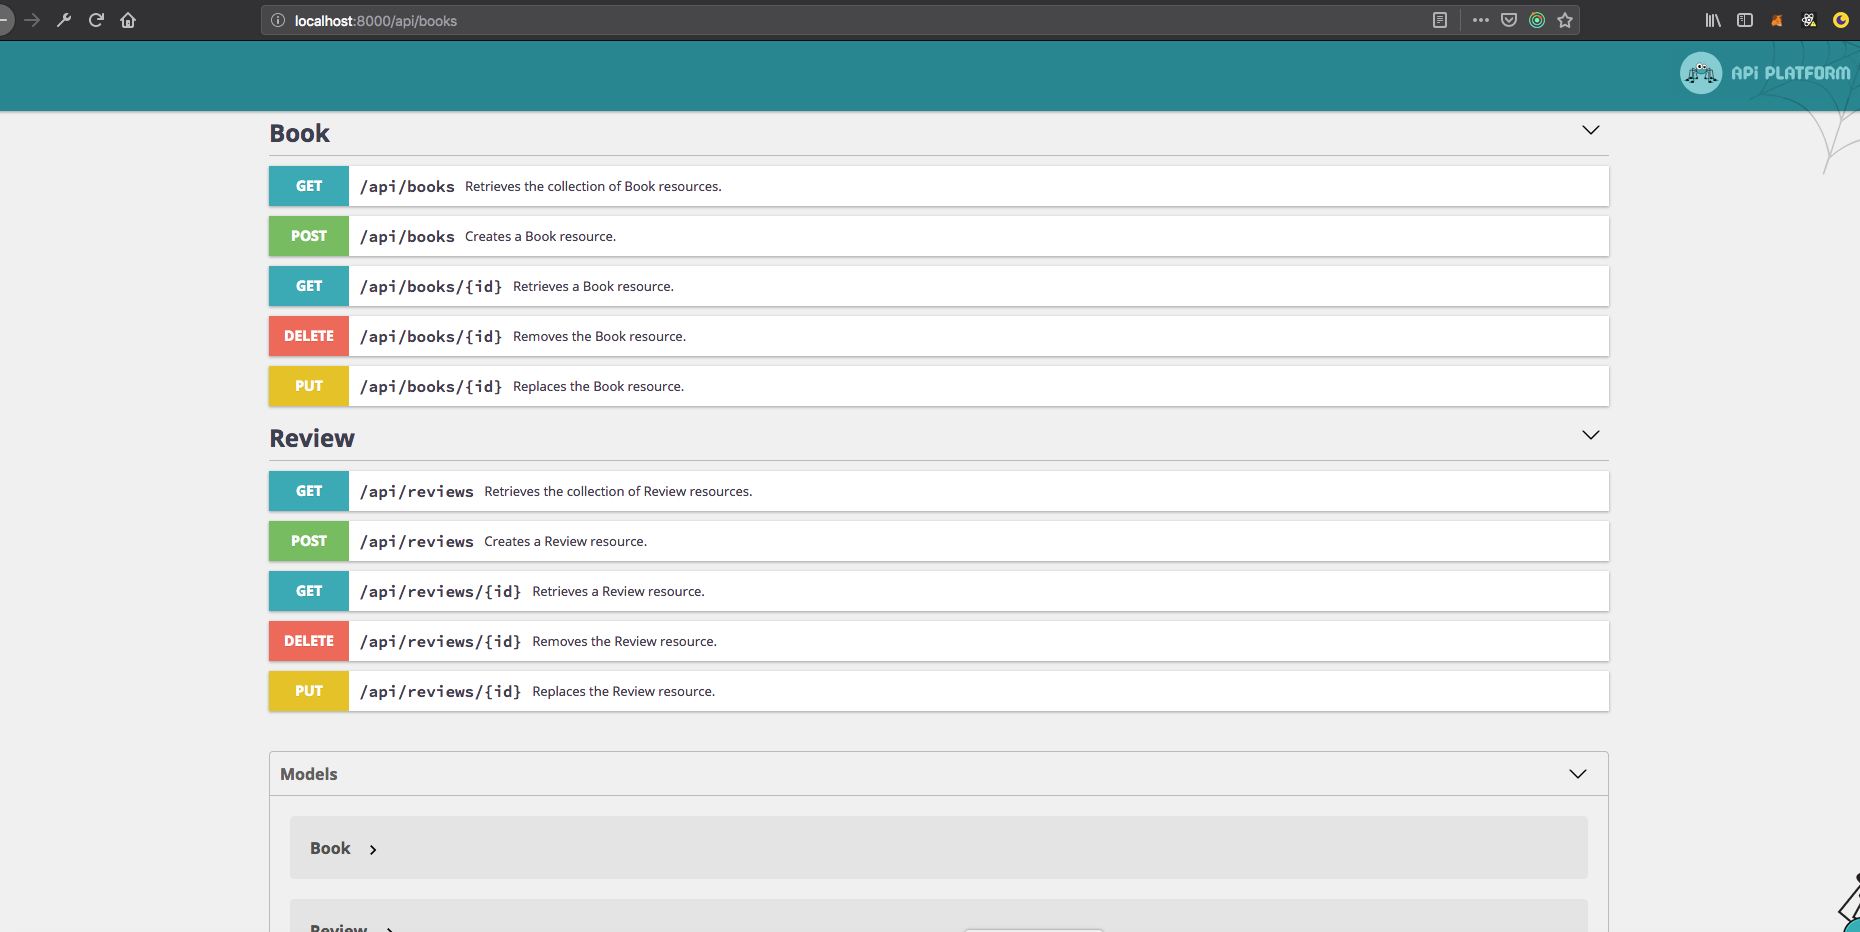 localhost:8000/api/books
API PLATFORM
Book
GET /api/books Retrieves the collection of Book resources.
POST /api/books Creates a Book resource.
GET /api/books/{id} Retrieves a Book resource.
DELETE /api/books/{id} Removes the Book resource.
PUT /api/books/{id} Replaces the Book resource.
Review
GET /api/reviews Retrieves the collection of Review resources.
POST /api/reviews Creates a Review resource.
GET /api/reviews/{id} Retrieves a Review resource.
DELETE /api/reviews/{id} Removes the Review resource.
PUT /api/reviews/{id} Replaces the Review resource.
Models
Book
Review